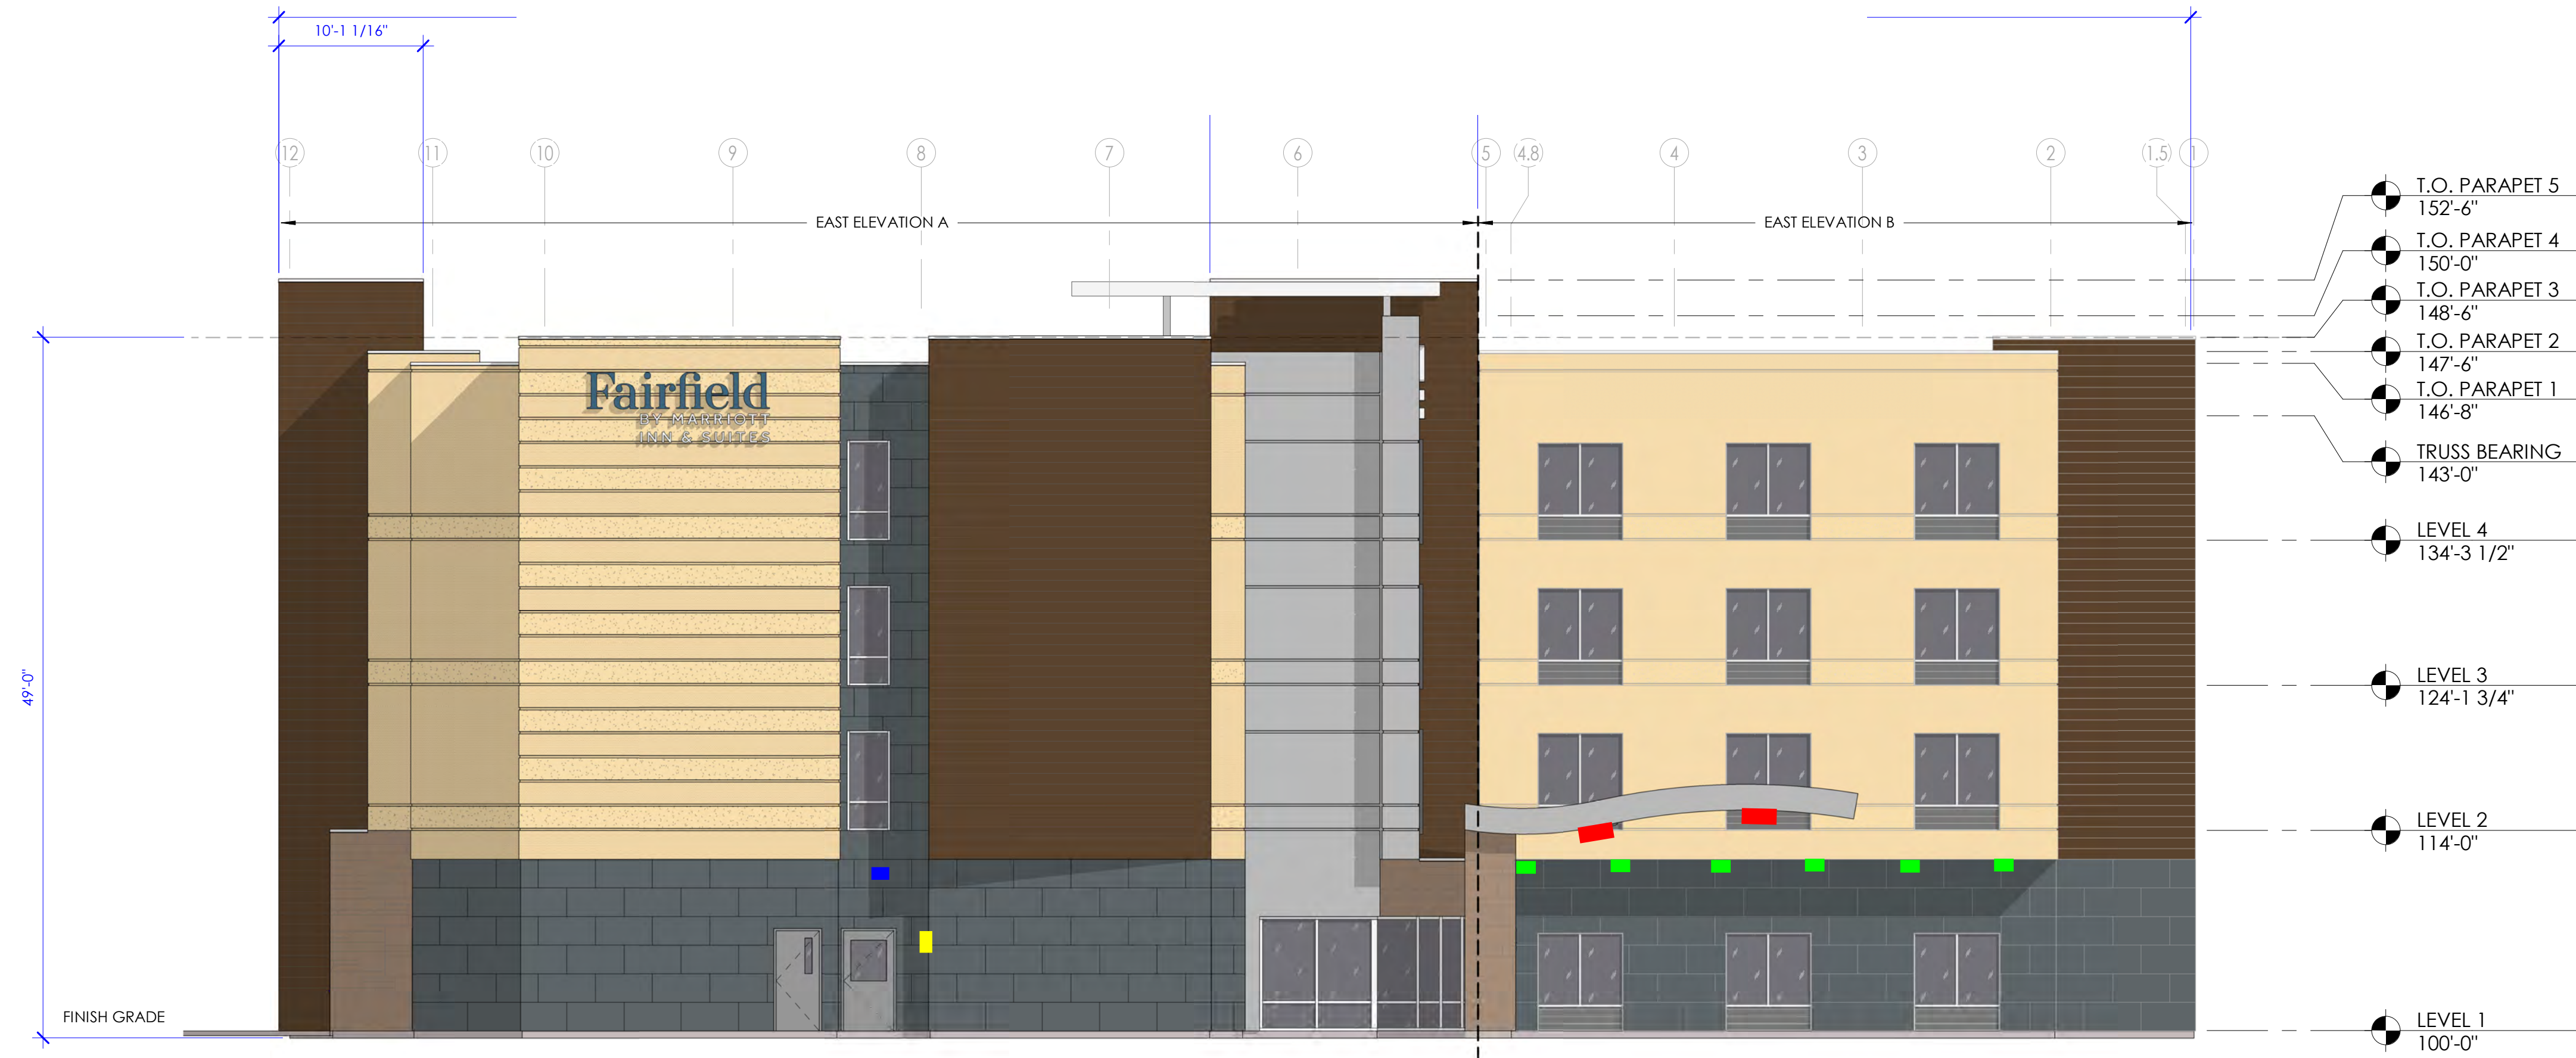 10'-1 1/16"
12
11
10
9
8
7
6
5
4.8
4
3
2
1.5
1
EAST ELEVATION A
EAST ELEVATION B
T.O. PARAPET 5
152'-6"
T.O. PARAPET 4
150'-0"
T.O. PARAPET 3
148'-6"
T.O. PARAPET 2
147'-6"
T.O. PARAPET 1
146'-8"
TRUSS BEARING
143'-0"
LEVEL 4
134'-3 1/2"
LEVEL 3
124'-1 3/4"
LEVEL 2
114'-0"
LEVEL 1
100'-0"
Fairfield
BY MARRIOTT
INN & SUITES
49'-0"
FINISH GRADE